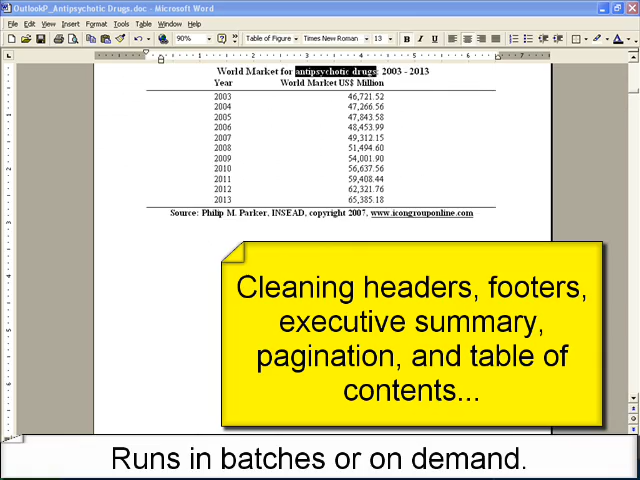 OutlookP_Antipsychotic Drugs.doc - Microsoft Word
File Edit View Insert Format Tools Table Window Help
90% Table of Figure Times New Roman 13 B I U
World Market for antipsychotic drugs: 2003 - 2013
Year World Market US$ Million
2003 46,721.52
2004 47,266.56
2005 47,843.58
2006 48,453.99
2007 49,312.15
2008 51,494.60
2009 54,001.90
2010 56,637.56
2011 59,408.44
2012 62,321.76
2013 65,385.18
Source: Philip M. Parker, INSEAD, copyright 2007, www.icongrouponline.com
Cleaning headers, footers,
executive summary,
pagination, and table of
contents...
Runs in batches or on demand.